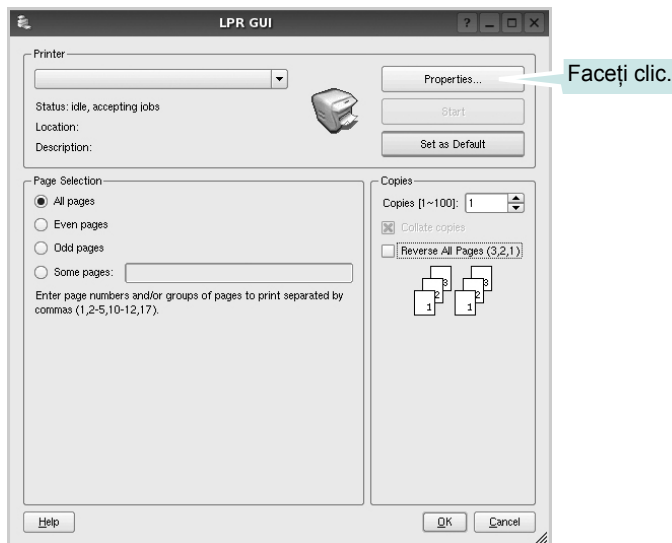 LPR GUI
Printer
Properties...
Faceți clic.
Status: idle, accepting jobs
Start
Location:
Description:
Set as Default
Page Selection
Copies
All pages
Copies [1~100]: 1
Even pages
Collate copies
Odd pages
Reverse All Pages (3,2,1)
Some pages:
Enter page numbers and/or groups of pages to print separated by
commas (1,2-5,10-12,17).
3 3
2 2
1 1
Help
OK
Cancel